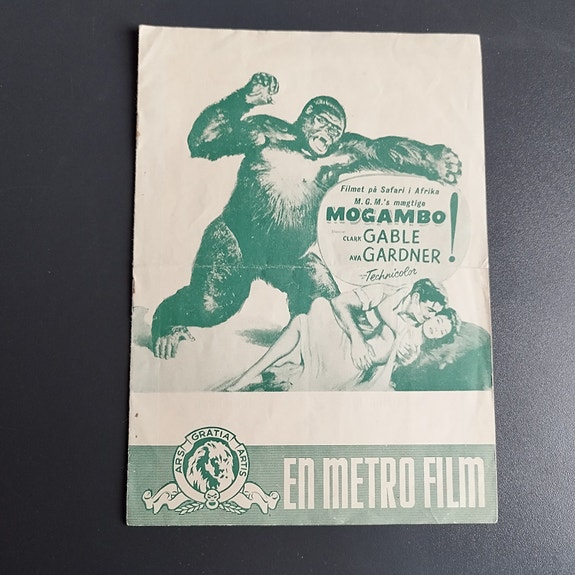 Filmet på Safari i Afrika
M.G.M.'s mægtige
MOGAMBO!
CLARK GABLE
AVA GARDNER
Technicolor
ARS GRATIA ARTIS
EN METRO FILM